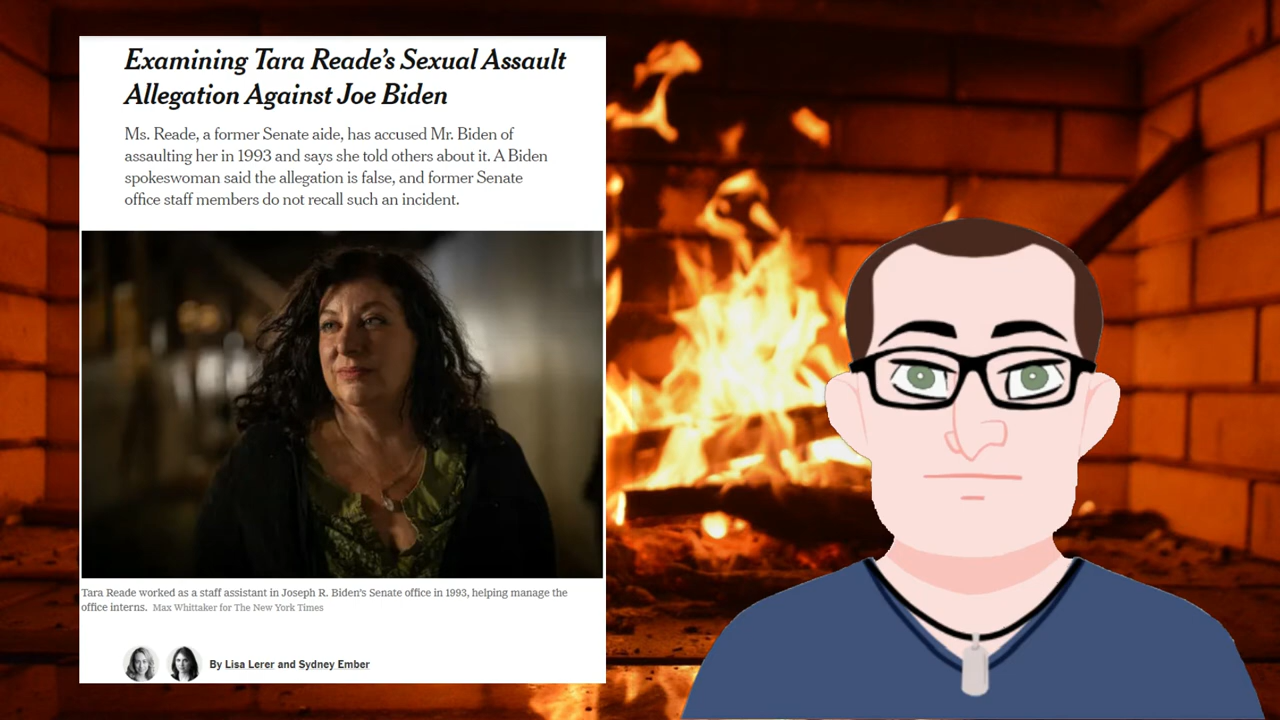 Examining Tara Reade’s Sexual Assault
Allegation Against Joe Biden
Ms. Reade, a former Senate aide, has accused Mr. Biden of
assaulting her in 1993 and says she told others about it. A Biden
spokeswoman said the allegation is false, and former Senate
office staff members do not recall such an incident.
Tara Reade worked as a staff assistant in Joseph R. Biden's Senate office in 1993, helping manage the
office interns. Max Whittaker for The New York Times
By Lisa Lerer and Sydney Ember